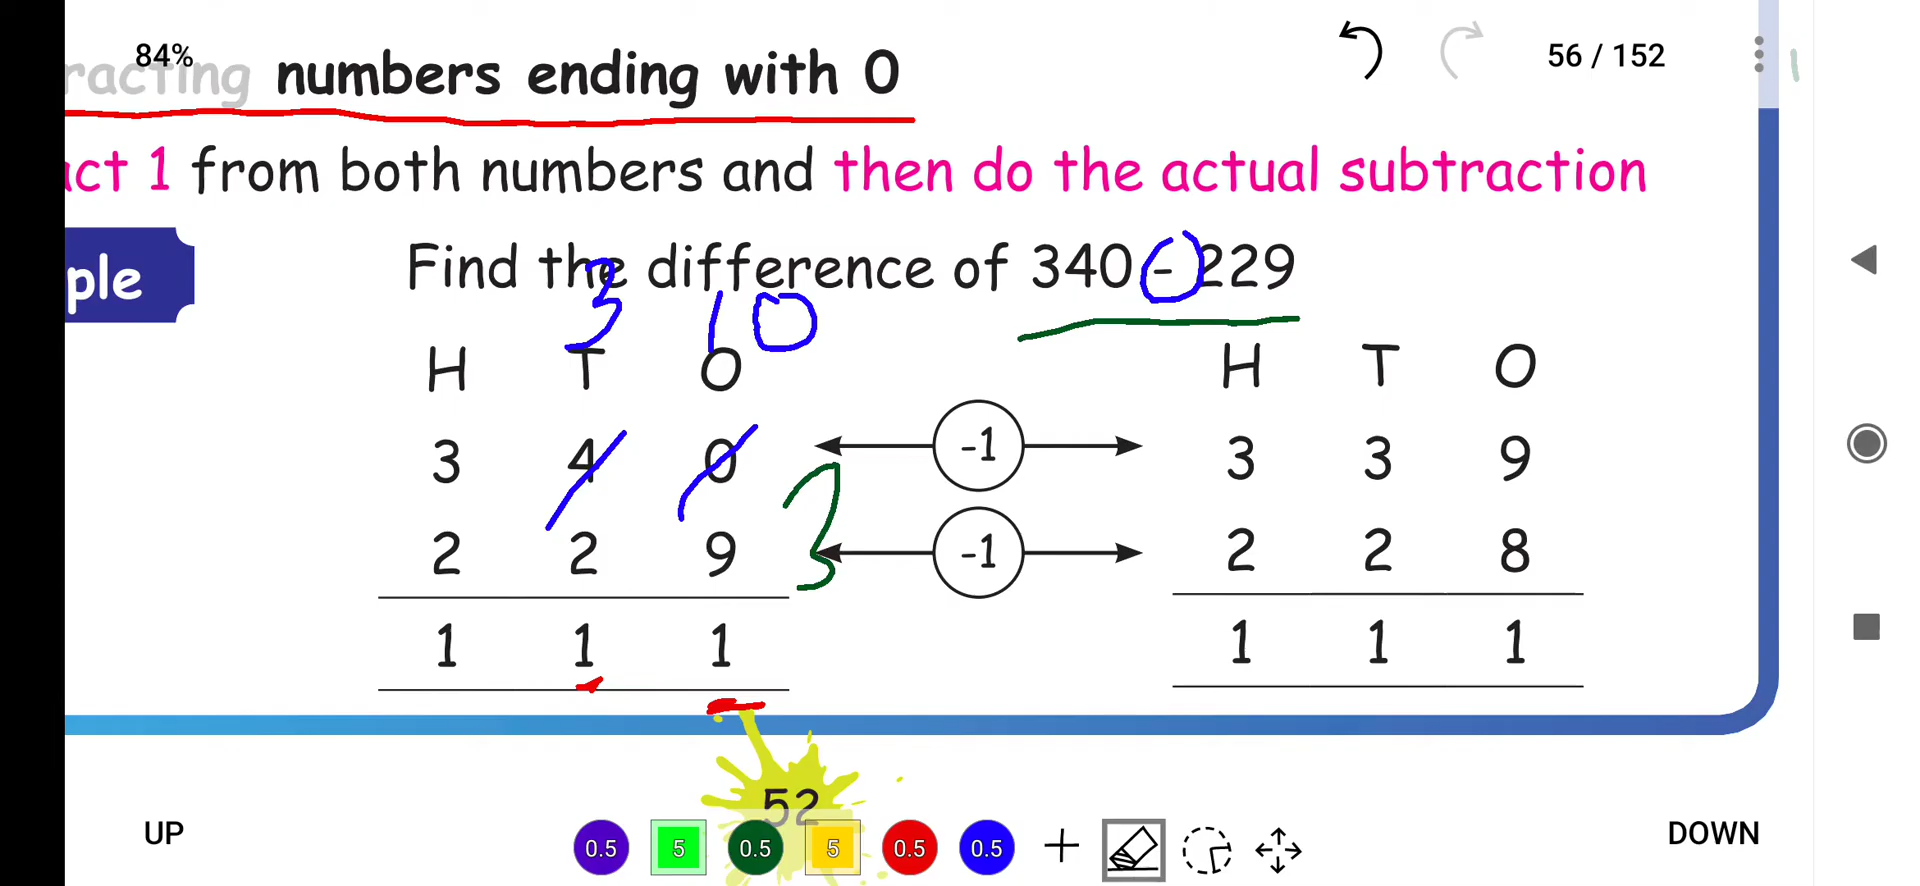 84%
56 / 152
racting numbers ending with 0
act 1 from both numbers and then do the actual subtraction
ple
Find the difference of 340 - 229
3 10
H T O
3 4 0
2 9
2 2 9
1 1 1
-1
-1
H T O
3 3 9
2 2 8
1 1 1
52
UP
0.5 5 0.5 5 0.5 0.5 +
DOWN